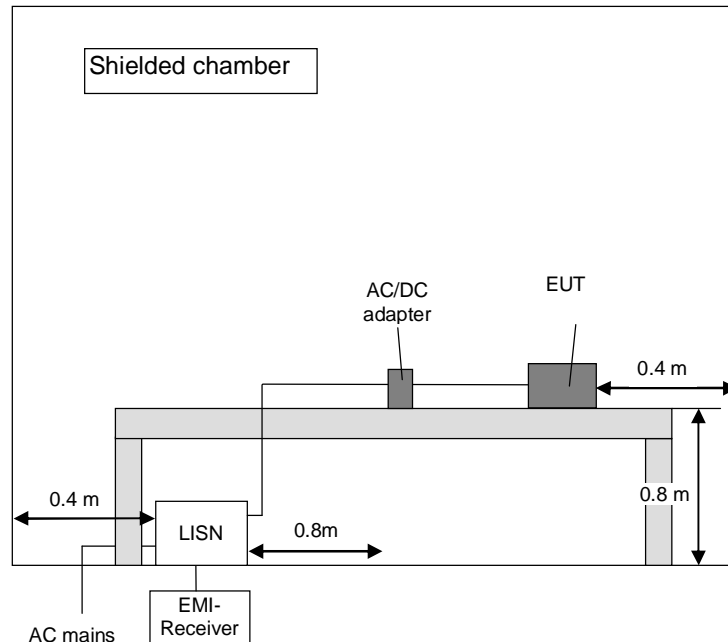 Shielded chamber
AC/DC
adapter
EUT
0.4 m
0.4 m
0.8 m
LISN
0.8m
EMI-
Receiver
AC mains